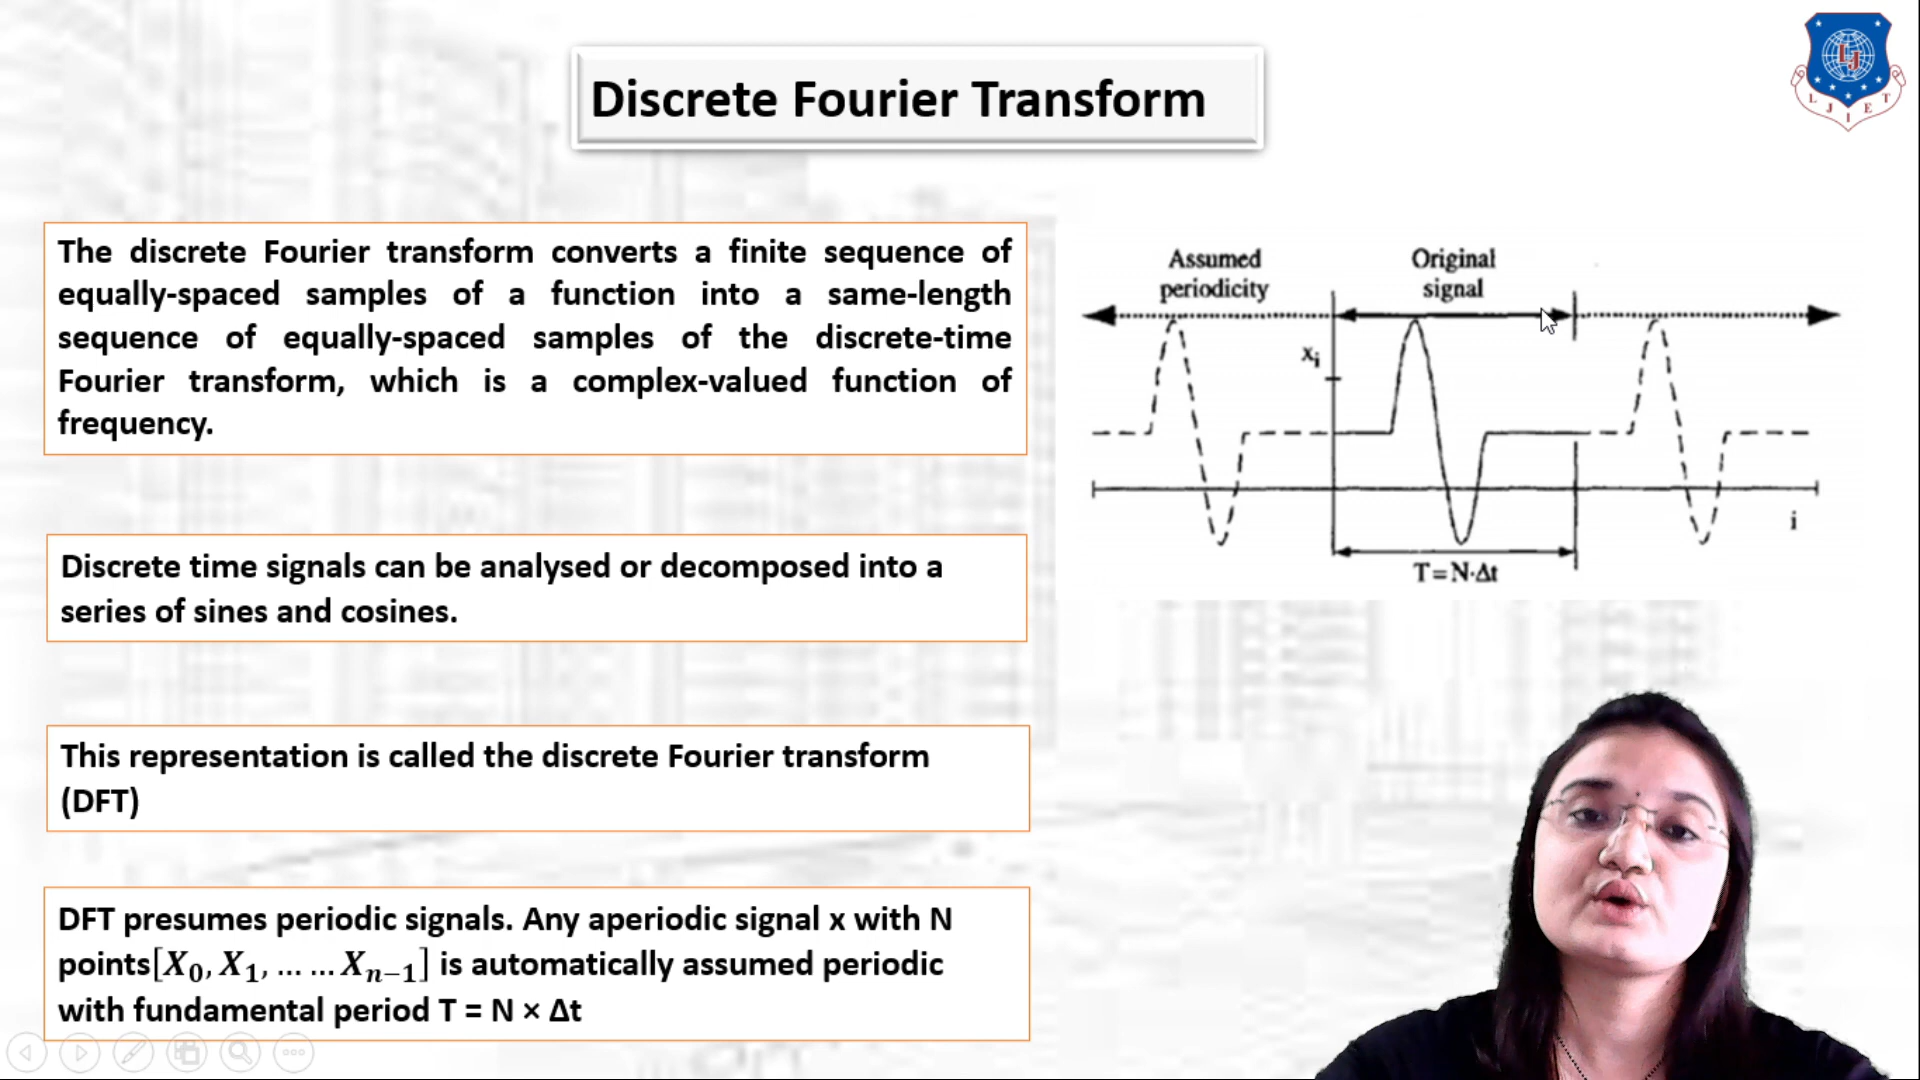 Discrete Fourier Transform
L J I E T
The discrete Fourier transform converts a finite sequence of
equally-spaced samples of a function into a same-length
sequence of equally-spaced samples of the discrete-time
Fourier transform, which is a complex-valued function of
frequency.
Assumed
periodicity
Original
signal
xi
i
T=N·Δt
Discrete time signals can be analysed or decomposed into a
series of sines and cosines.
This representation is called the discrete Fourier transform
(DFT)
DFT presumes periodic signals. Any aperiodic signal x with N
points[X₀, X₁, ... ... Xₙ₋₁] is automatically assumed periodic
with fundamental period T = N × Δt